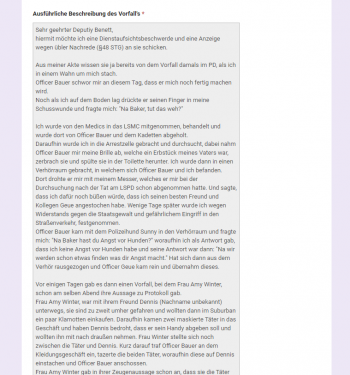 Ausführliche Beschreibung des Vorfall's *
Sehr geehrter Deputiy Benett,
hiermit möchte ich eine Dienstaufsichtsbeschwerde und eine Anzeige
wegen übler Nachrede (§48 STG) an sie schicken.
Aus meiner Akte wissen sie ja bereits von dem Vorfall damals im PD, als ich
in einem Wahn um mich stach.
Officer Bauer schwor mir an diesem Tag, dass er mich noch fertig machen
wird.
Noch als ich auf dem Boden lag drückte er seinen Finger in meine
Schusswunde und fragte mich: "Na Baker, tut das weh?"
Ich wurde von den Medics in das LSMC mitgenommen, behandelt und
wurde dort von Officer Bauer und dem Kadetten abgeholt.
Daraufhin wurde ich in die Arrestzelle gebracht und durchsucht, dabei nahm
Officer Bauer mir meine Brille ab, welche ein Erbstück meines Vaters war,
zerbrach sie und spülte sie in der Toilette herunter. Ich wurde dann in einen
Verhörraum gebracht, in welchem sich Officer Bauer und ich befanden.
Dort drohte er mir mit meinem Messer, welches er mir bei der
Durchsuchung nach der Tat am LSPD schon abgenommen hatte. Und sagte,
dass ich dafür noch büßen würde, dass ich seinen besten Freund und
Kollegen Geue angestochen habe. Wenige Tage später wurde ich wegen
Widerstands gegen die Staatsgewalt und gefährlichem Eingriff in den
Straßenverkehr, festgenommen.
Officer Bauer kam mit dem Polizeihund Sunny in den Verhörraum und fragte
mich: "Na Baker hast du Angst vor Hunden?" woraufhin ich als Antwort gab,
dass ich keine Angst vor Hunden habe und seine Antwort war dann: "Na wir
werden schon etwas finden was dir Angst macht." Hat sich dann aus dem
Verhör rausgezogen und Officer Geue kam rein und übernahm dieses.
Vor einigen Tagen gab es dann einen Vorfall, bei dem Frau Amy Winter,
schon am selben Abend ihre Aussage zu Protokoll gab.
Frau Amy Winter, war mit ihrem Freund Dennis (Nachname unbekannt)
unterwegs, sie sind zu zweit umher gefahren und wollten dann im Suburban
ein paar Klamotten einkaufen. Daraufhin kamen zwei maskierte Täter in das
Geschäft und haben Dennis bedroht, dass er sein Handy abgeben soll und
wollten ihn mit nach draußen nehmen. Frau Winter stellte sich noch
zwischen die Täter und Dennis. Kurz darauf traf Officer Bauer an dem
Kleidungsgeschäft ein, tazerte die beiden Täter, woraufhin diese auf Dennis
einstachen und Officer Bauer anschossen.
Frau Amy Winter gab in ihrer Zeugenaussage schon an, dass sie die Täter